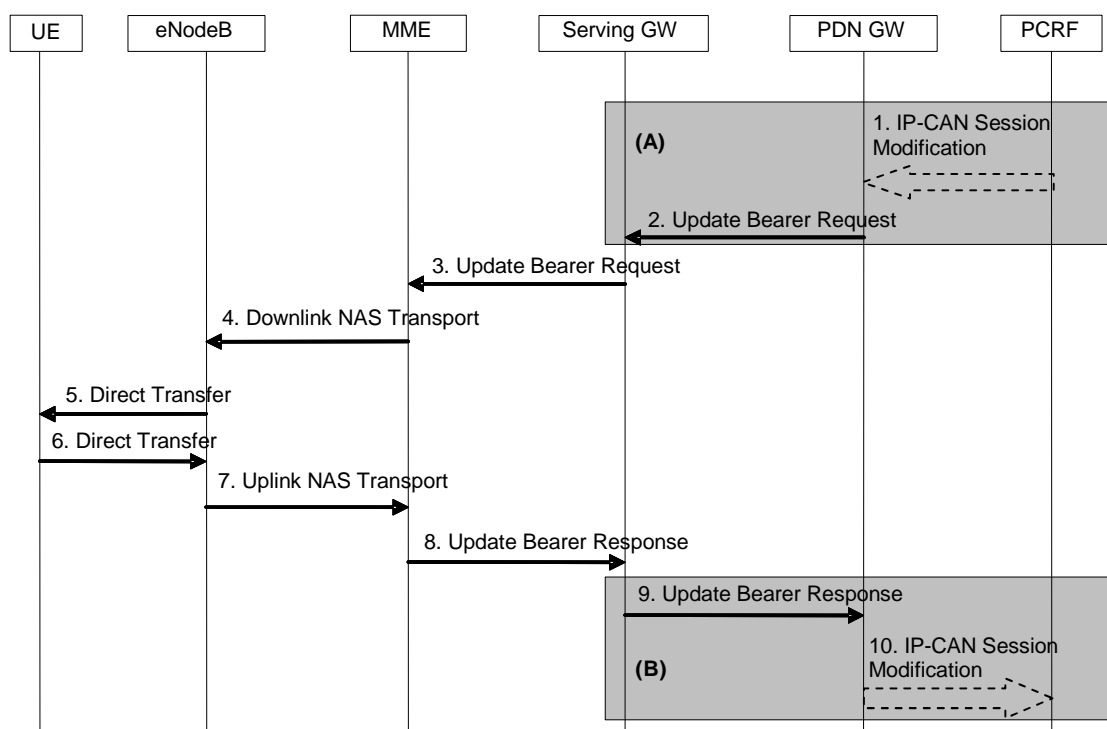 UE
eNodeB
MME
Serving GW
PDN GW
PCRF
(A)
1. IP-CAN Session
Modification
2. Update Bearer Request
3. Update Bearer Request
4. Downlink NAS Transport
5. Direct Transfer
6. Direct Transfer
7. Uplink NAS Transport
8. Update Bearer Response
9. Update Bearer Response
(B)
10. IP-CAN Session
Modification